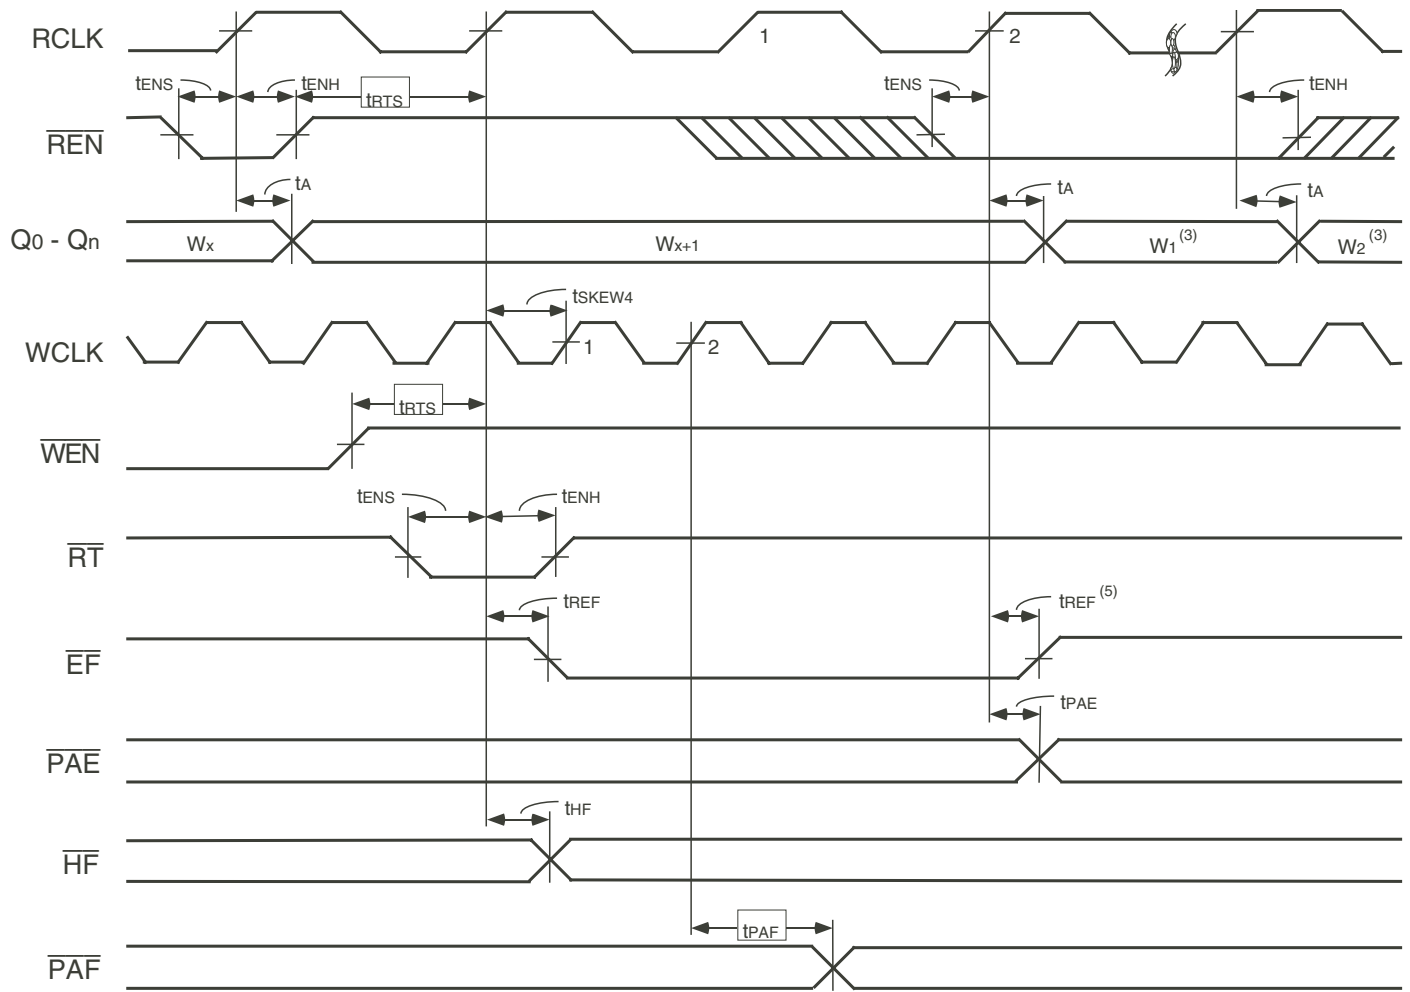 RCLK
1
2
tENS
tENH
tRTS
tENS
tENH
REN
tA
tA
tA
Q0 - Qn
Wx
Wx+1
W1 (3)
W2 (3)
tSKEW4
WCLK
1
2
tRTS
WEN
tENS
tENH
RT
tREF
tREF (5)
EF
tPAE
PAE
tHF
HF
tPAF
PAF